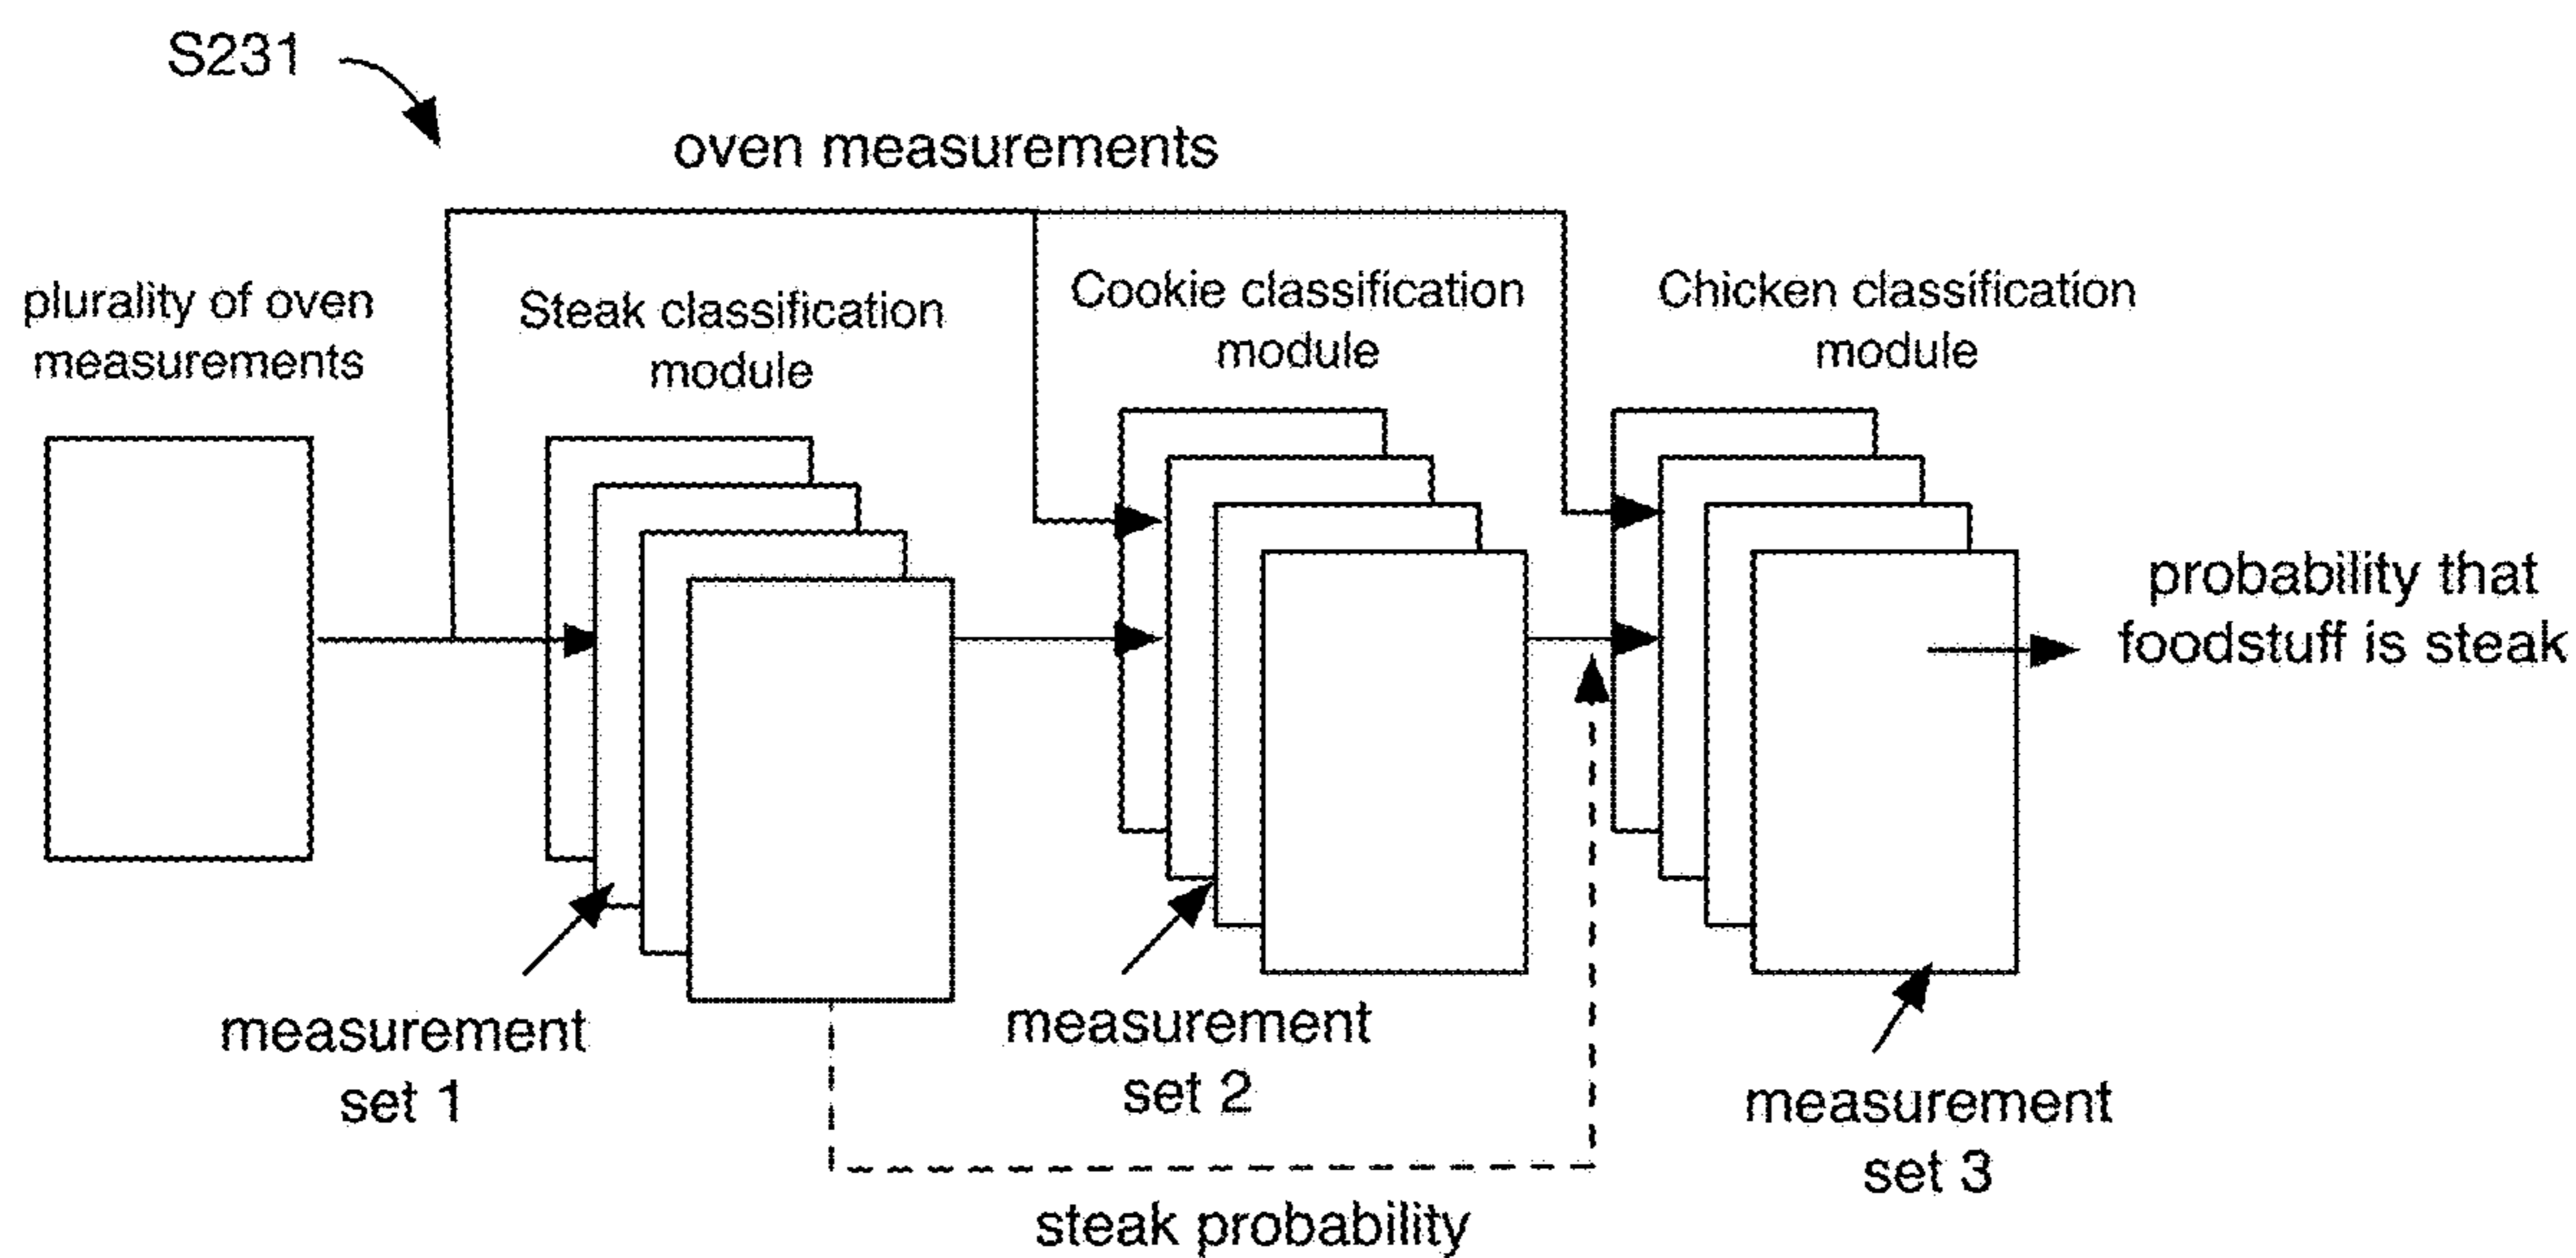 S231
oven measurements
plurality of oven
measurements
Steak classification
module
Cookie classification
module
Chicken classification
module
probability that
foodstuff is steak
measurement
set 1
measurement
set 2
measurement
set 3
steak probability